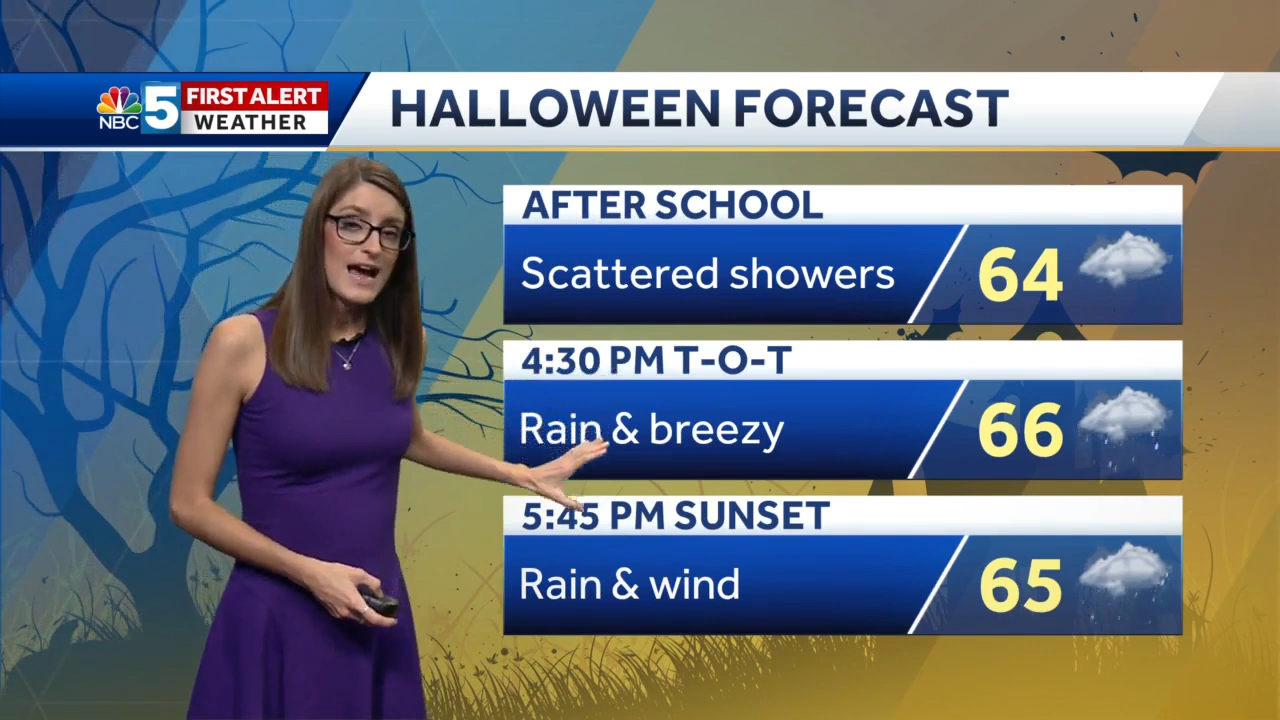 NBC 5 FIRST ALERT WEATHER
HALLOWEEN FORECAST
AFTER SCHOOL
Scattered showers 64
4:30 PM T-O-T
Rain & breezy 66
5:45 PM SUNSET
Rain & wind 65